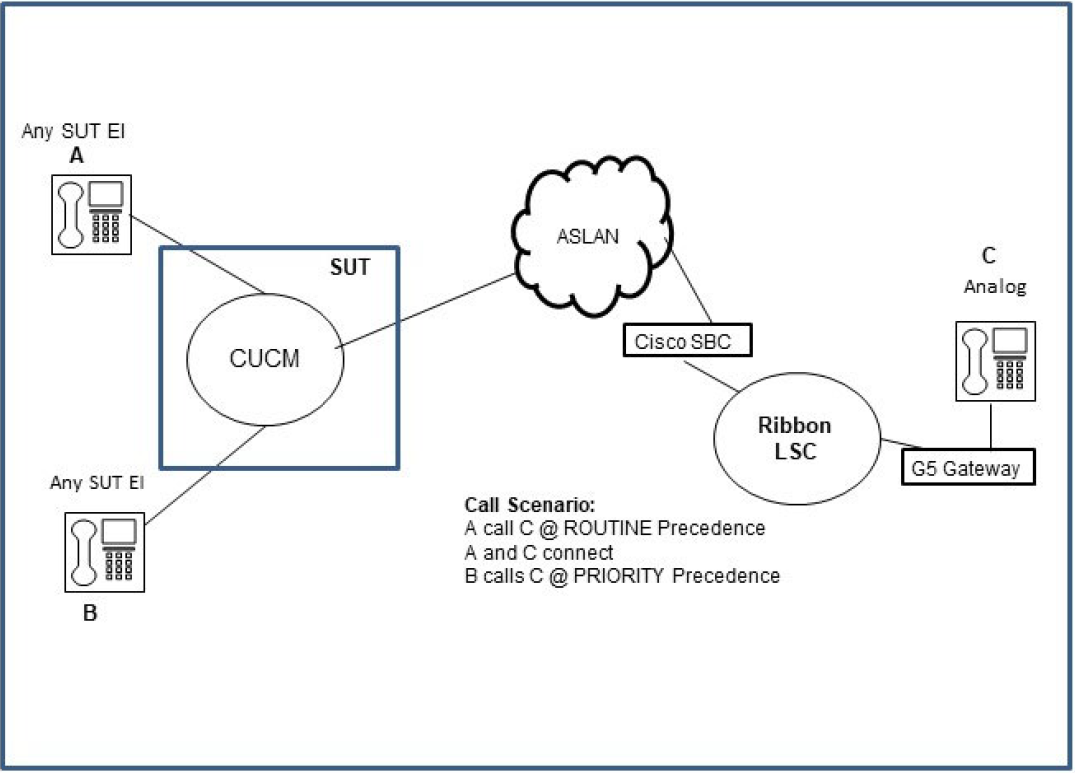 Any SUT EI
A
SUT
CUCM
Any SUT EI
B
ASLAN
Cisco SBC
Ribbon
LSC
C
Analog
G5 Gateway
Call Scenario:
A call C @ ROUTINE Precedence
A and C connect
B calls C @ PRIORITY Precedence